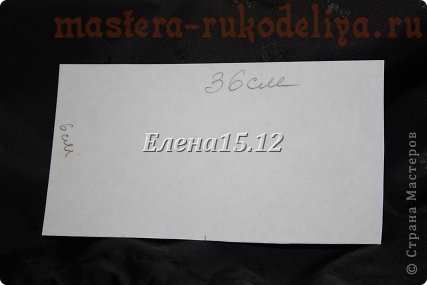 mastera-rukodeliya.ru
36см
6см
Елена15.12
© Страна Мастеров